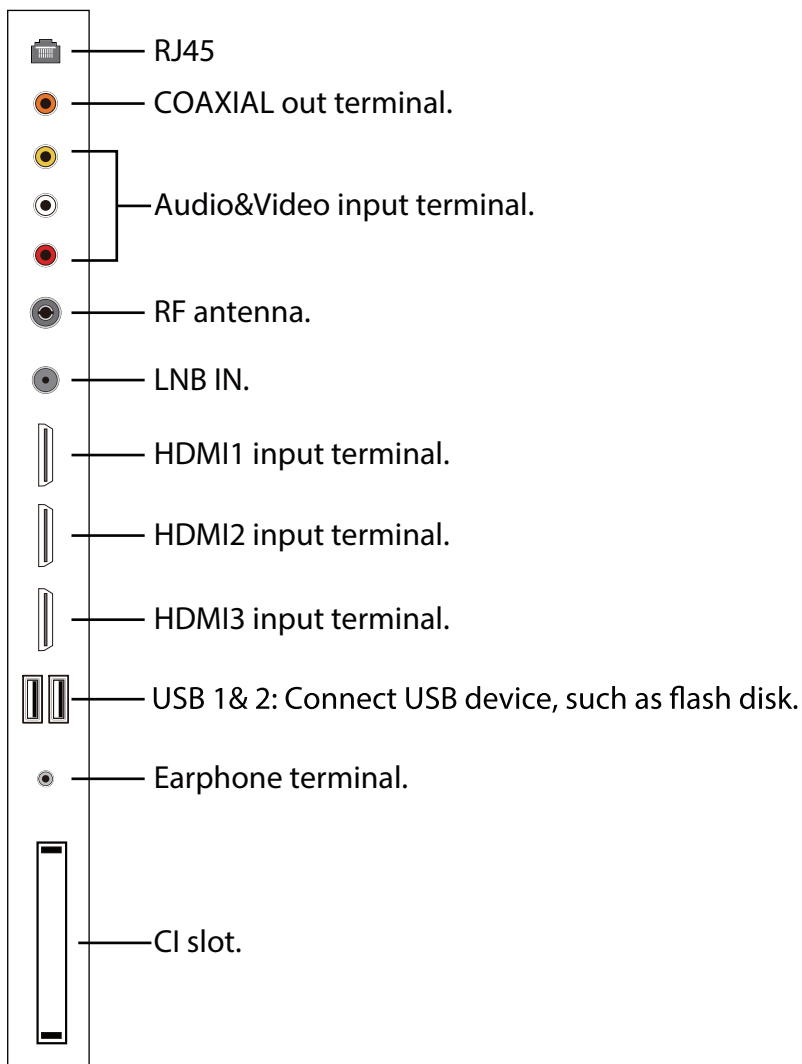 RJ45
COAXIAL out terminal.
Audio&Video input terminal.
RF antenna.
LNB IN.
HDMI1 input terminal.
HDMI2 input terminal.
HDMI3 input terminal.
USB 1& 2: Connect USB device, such as flash disk.
Earphone terminal.
CI slot.